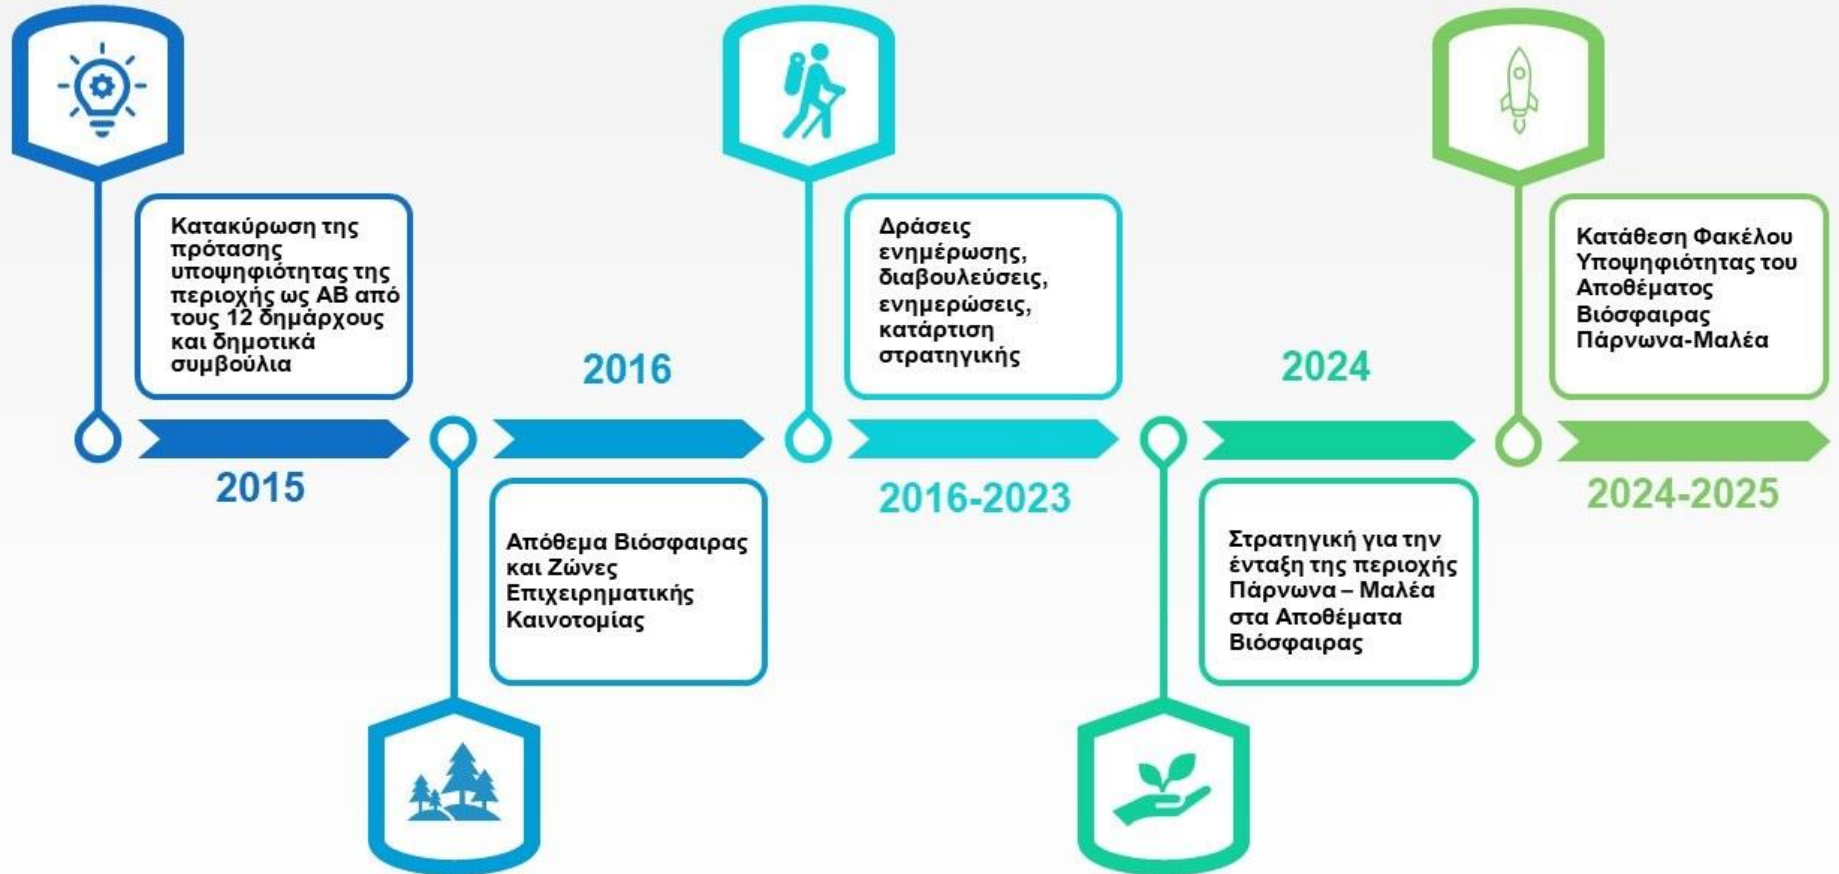 Κατακύρωση της
πρότασης
υποψηφιότητας της
περιοχής ως ΑΒ από
τους 12 δημάρχους
και δημοτικά
συμβούλια
2015
2016
Απόθεμα Βιόσφαιρας
και Ζώνες
Επιχειρηματικής
Καινοτομίας
Δράσεις
ενημέρωσης,
διαβουλεύσεις,
ενημερώσεις,
κατάρτιση
στρατηγικής
2016-2023
2024
Στρατηγική για την
ένταξη της περιοχής
Πάρνωνα – Μαλέα
στα Αποθέματα
Βιόσφαιρας
Κατάθεση Φακέλου
Υποψηφιότητας του
Αποθέματος
Βιόσφαιρας
Πάρνωνα-Μαλέα
2024-2025